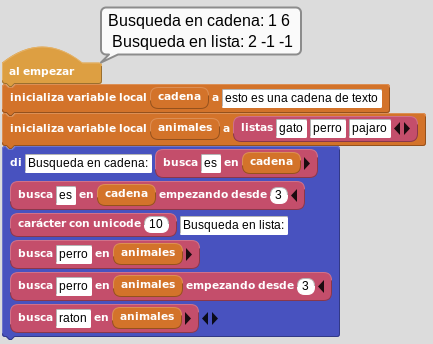 Busqueda en cadena: 1 6
Busqueda en lista: 2 -1 -1
al empezar
inicializa variable local cadena a esto es una cadena de texto
inicializa variable local animales a listas gato perro pajaro
di Busqueda en cadena: busca es en cadena
busca es en cadena empezando desde 3
carácter con unicode 10 Busqueda en lista:
busca perro en animales
busca perro en animales empezando desde 3
busca raton en animales